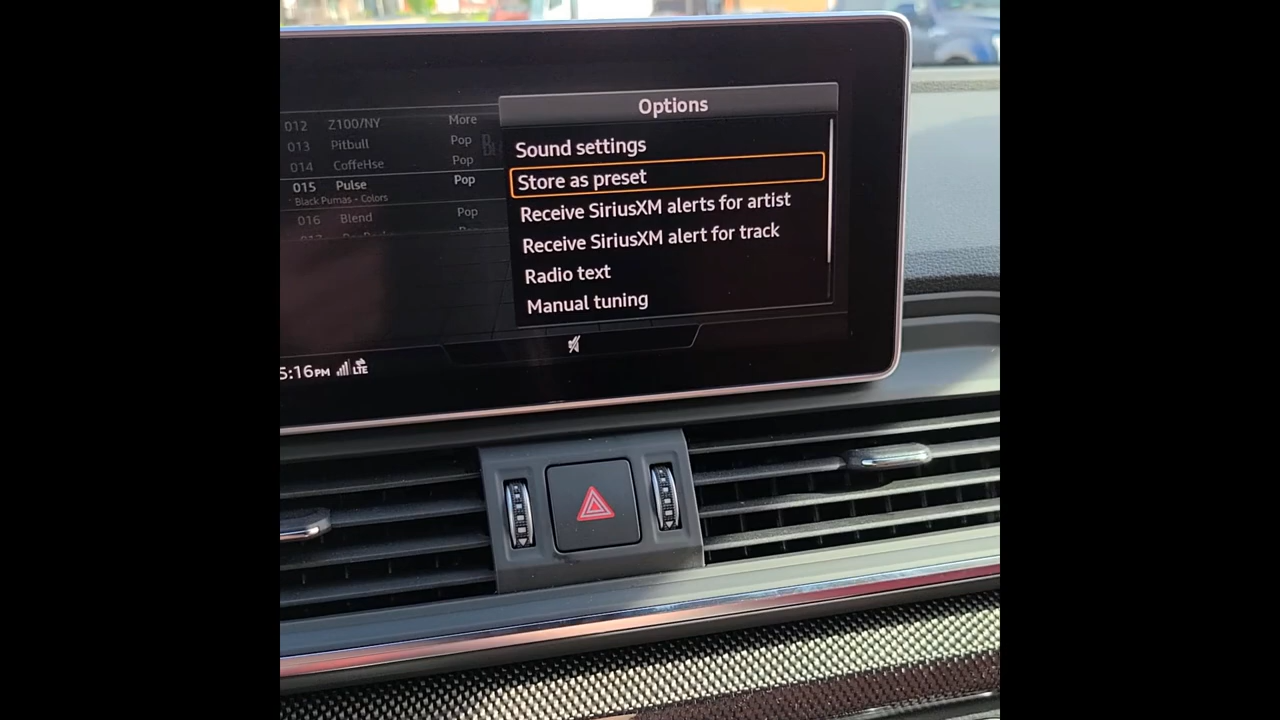 Options
012 Z100/NY More
013 Pitbull Pop
014 CoffeHse Pop
015 Pulse Pop
Black Pumas - Colors
016 Blend Pop
Sound settings
Store as preset
Receive SiriusXM alerts for artist
Receive SiriusXM alert for track
Radio text
Manual tuning
5:16PM LTE